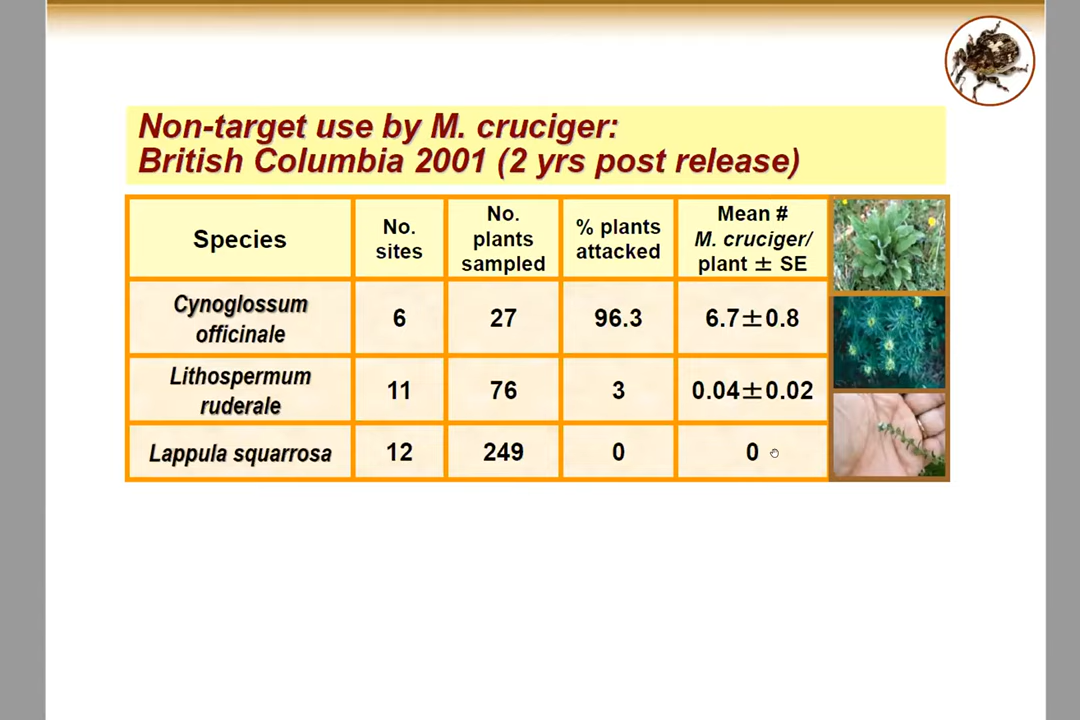 Non-target use by M. cruciger:
British Columbia 2001 (2 yrs post release)
Species
No.
sites
No.
plants
sampled
% plants
attacked
Mean #
M. cruciger/
plant ± SE
Cynoglossum
officinale
6
27
96.3
6.7±0.8
Lithospermum
ruderale
11
76
3
0.04±0.02
Lappula squarrosa
12
249
0
0